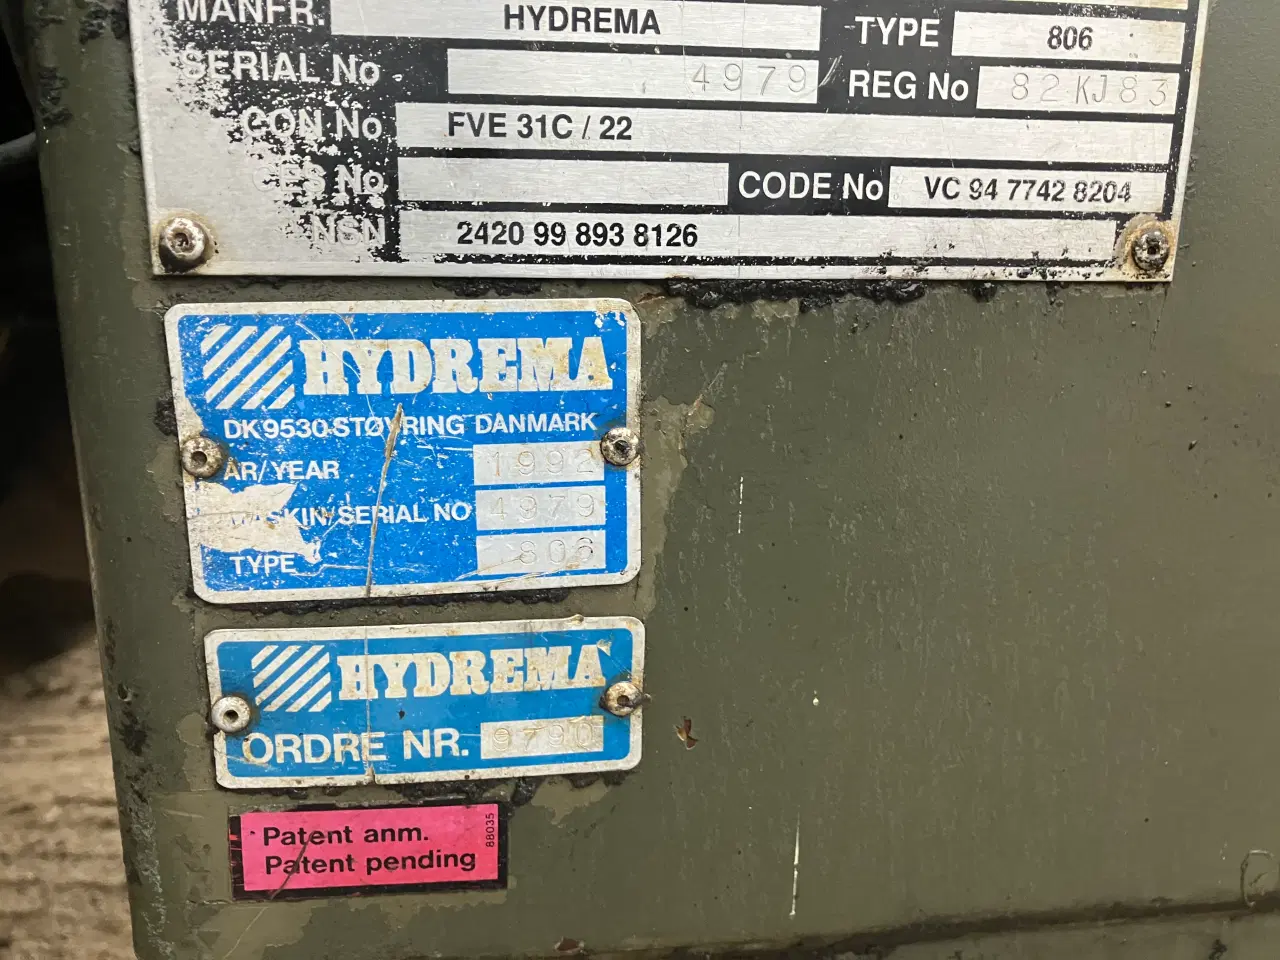 MANFR. HYDREMA TYPE 806
SERIAL No 4979 REG No 82KJ83
CON No FVE 31C / 22
No CODE No VC 94 7742 8204
NSN 2420 99 893 8126
HYDREMA
DK 9530 STØVRING DANMARK
ÅR/YEAR 1992
MASKIN/SERIAL NO 4979
TYPE 806
HYDREMA
ORDRE NR. 9790
Patent anm.
Patent pending
88035